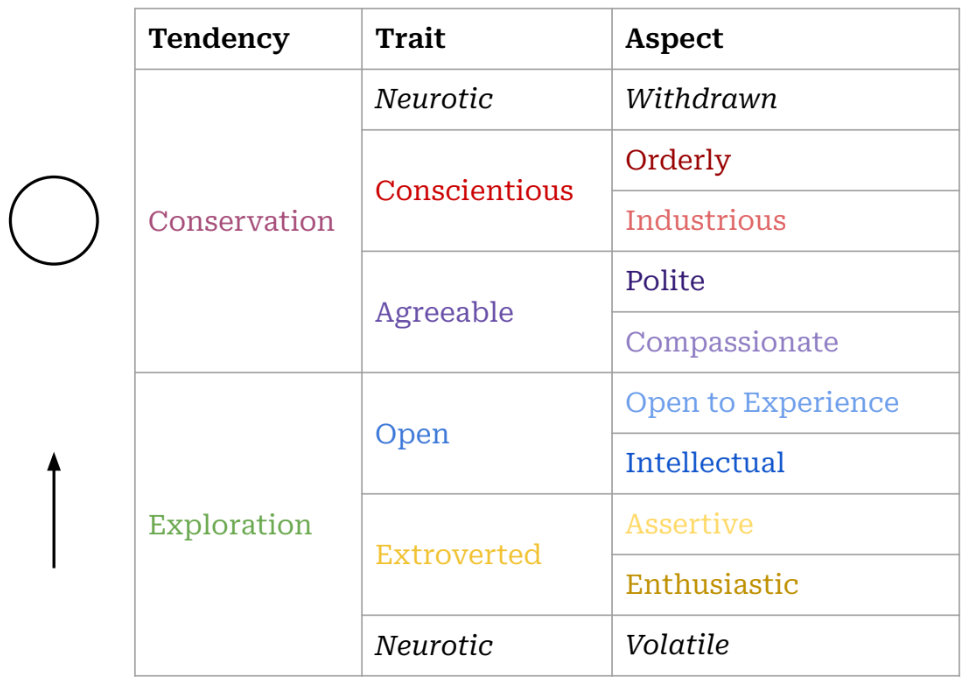 Tendency Trait Aspect
Neurotic Withdrawn
Orderly
Conscientious
Industrious
Conservation
Polite
Agreeable
Compassionate
Open to Experience
Open
Intellectual
Exploration
Assertive
Extroverted
Enthusiastic
Neurotic Volatile